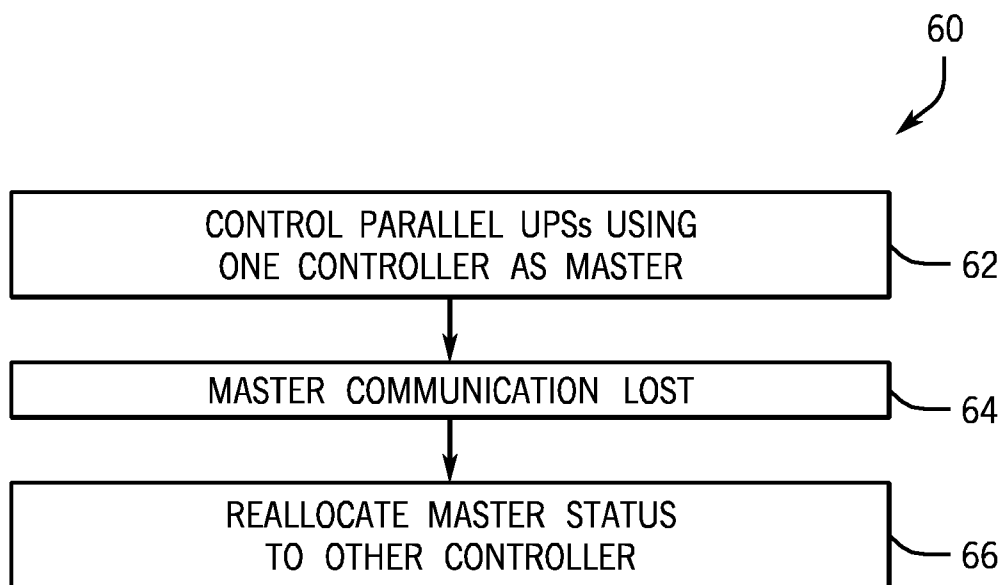 60
CONTROL PARALLEL UPSs USING
ONE CONTROLLER AS MASTER
62
MASTER COMMUNICATION LOST
64
REALLOCATE MASTER STATUS
TO OTHER CONTROLLER
66